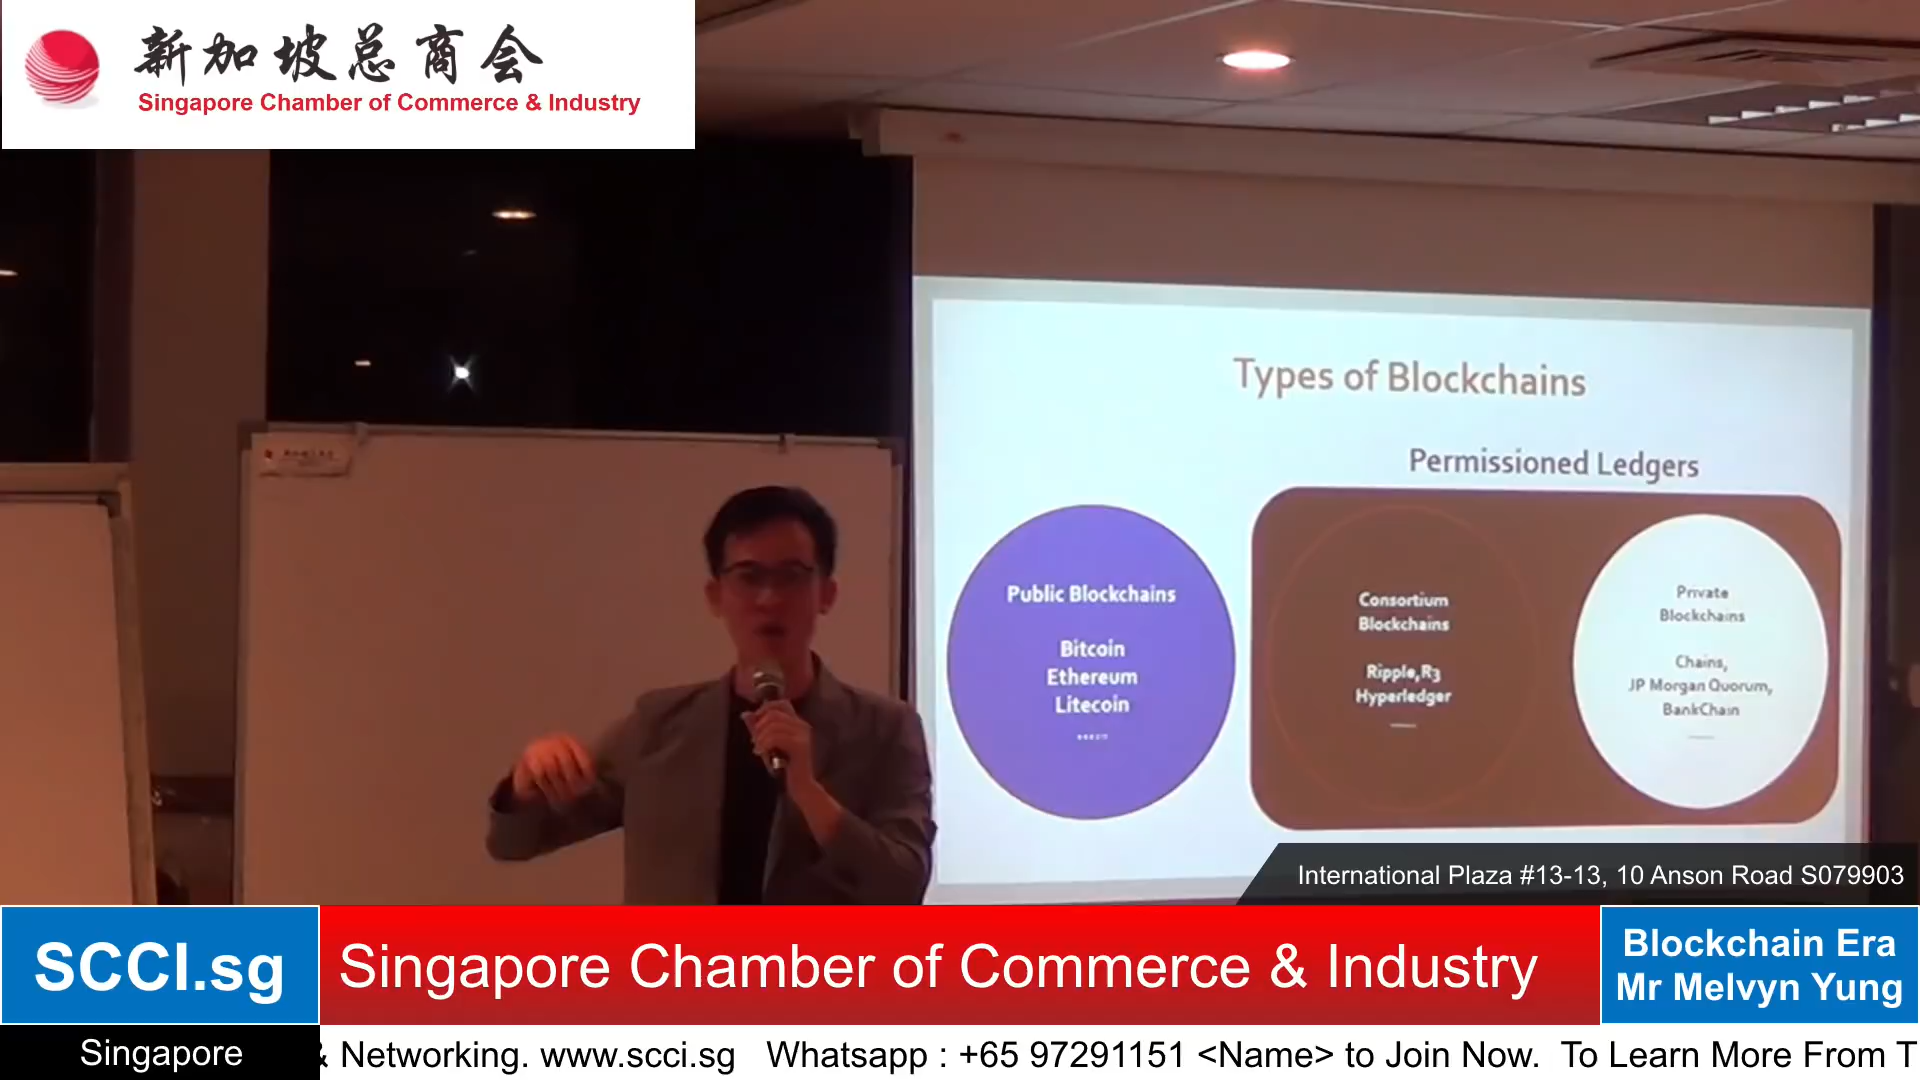 新加坡总商会
Singapore Chamber of Commerce & Industry
Types of Blockchains
Permissioned Ledgers
Public Blockchains
Bitcoin
Ethereum
Litecoin
Consortium
Blockchains
Ripple,R3
Hyperledger
Private
Blockchains
Chains,
JP Morgan Quorum,
BankChain
International Plaza #13-13, 10 Anson Road S079903
SCCI.sg
Singapore Chamber of Commerce & Industry
Blockchain Era
Mr Melvyn Yung
Singapore
& Networking. www.scci.sg Whatsapp : +65 97291151 <Name> to Join Now. To Learn More From T